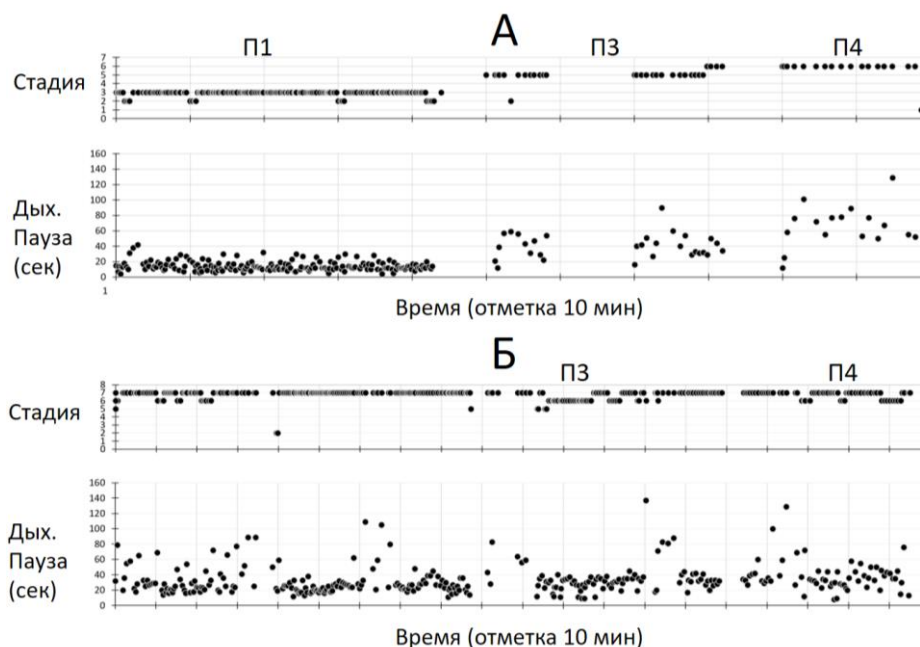 А
П1 П3 П4
Стадия
7
6
5
4
3
2
1
0
Дых.
Пауза
(сек)
160
140
120
100
80
60
40
20
0
1
Время (отметка 10 мин)
Б
П3 П4
Стадия
8
7
6
5
4
3
2
1
0
Дых.
Пауза
(сек)
160
140
120
100
80
60
40
20
0
Время (отметка 10 мин)